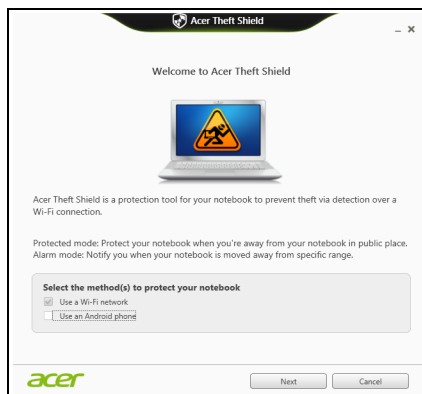 Acer Theft Shield
Welcome to Acer Theft Shield
Acer Theft Shield is a protection tool for your notebook to prevent theft via detection over a
Wi-Fi connection.
Protected mode: Protect your notebook when you're away from your notebook in public place.
Alarm mode: Notify you when your notebook is moved away from specific range.
Select the method(s) to protect your notebook
Use a Wi-Fi network
Use an Android phone
acer Next Cancel